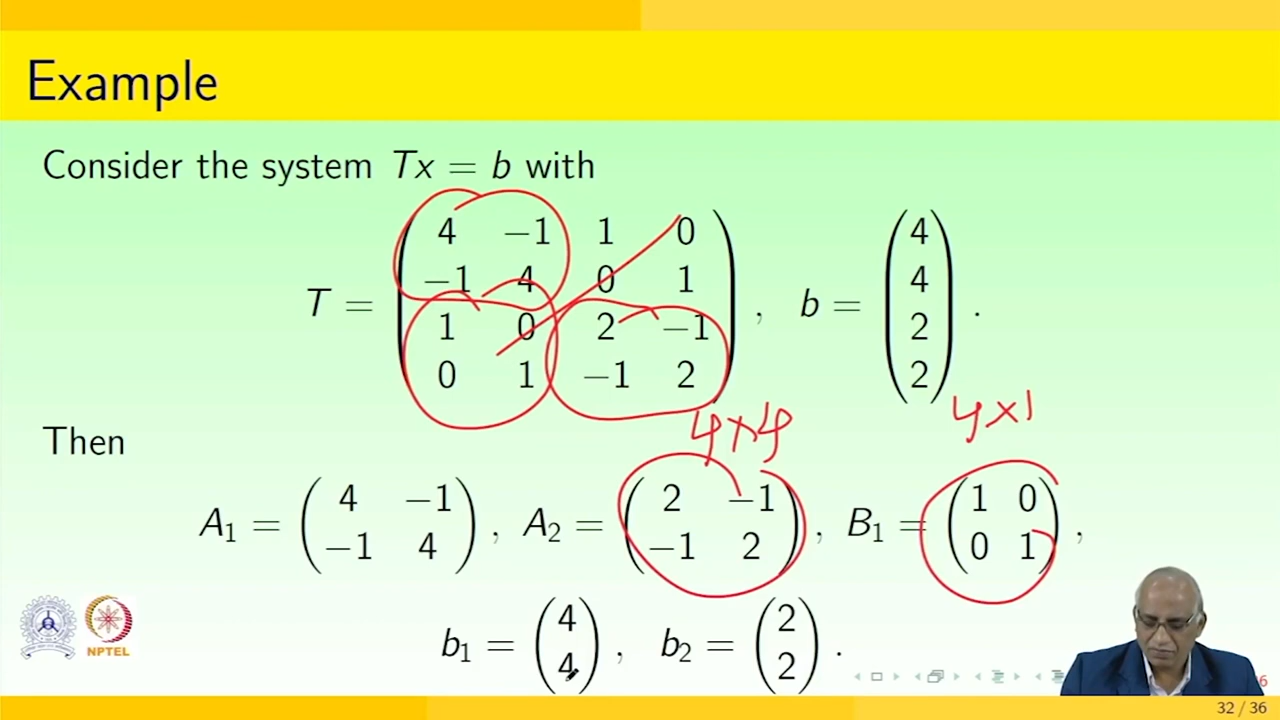 Example
Consider the system Tx = b with
T = ( 4 −1 1 0
−1 4 0 1
1 0 2 −1
0 1 −1 2 ) , b = ( 4
4
2
2 ) .
4×4
4×1
Then
A₁ = ( 4 −1
−1 4 ) , A₂ = ( 2 −1
−1 2 ) , B₁ = ( 1 0
0 1 ) ,
b₁ = ( 4
4 ) , b₂ = ( 2
2 ) .
NPTEL
32 / 36